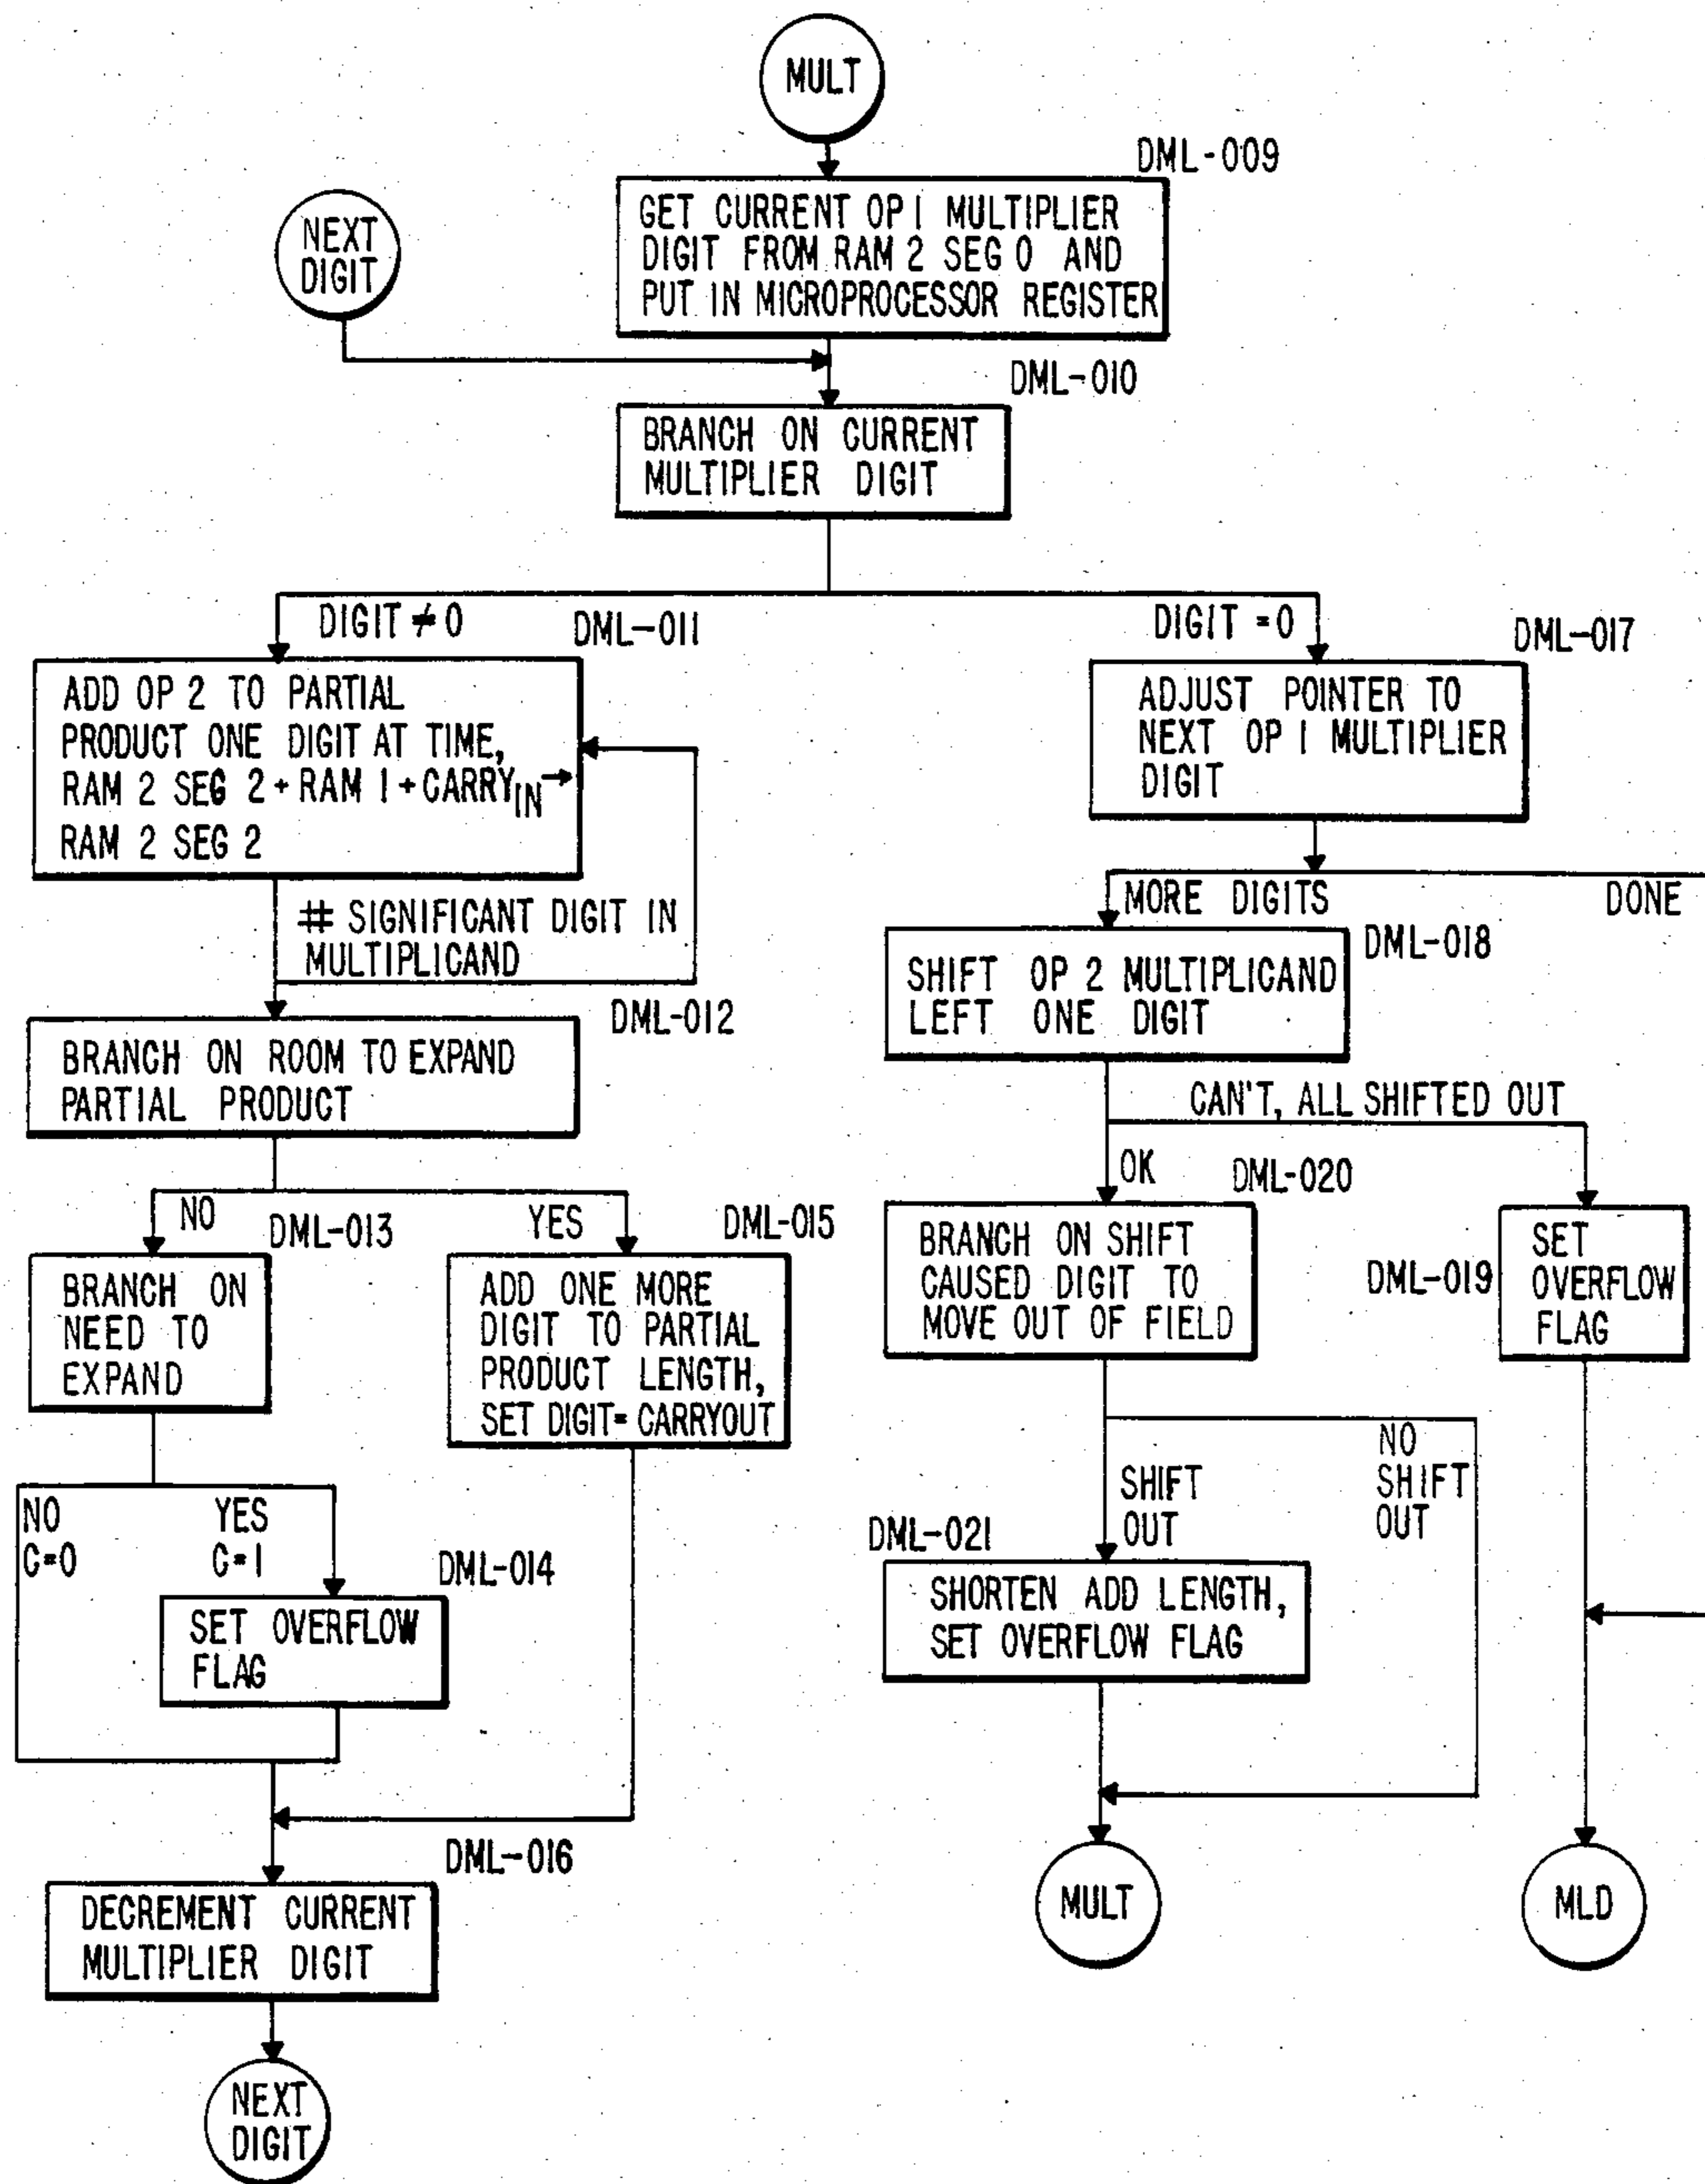 MULT
DML-009
GET CURRENT OP 1 MULTIPLIER
DIGIT FROM RAM 2 SEG 0 AND
PUT IN MICROPROCESSOR REGISTER
NEXT
DIGIT
DML-010
BRANCH ON CURRENT
MULTIPLIER DIGIT
DIGIT ≠ 0
DML-011
ADD OP 2 TO PARTIAL
PRODUCT ONE DIGIT AT TIME,
RAM 2 SEG 2 + RAM 1 + CARRY IN →
RAM 2 SEG 2
# SIGNIFICANT DIGIT IN
MULTIPLICAND
DML-012
BRANCH ON ROOM TO EXPAND
PARTIAL PRODUCT
NO
DML-013
BRANCH ON
NEED TO
EXPAND
YES
DML-015
ADD ONE MORE
DIGIT TO PARTIAL
PRODUCT LENGTH,
SET DIGIT = CARRYOUT
NO
C=0
YES
C=1
DML-014
SET OVERFLOW
FLAG
DML-016
DECREMENT CURRENT
MULTIPLIER DIGIT
NEXT
DIGIT
DIGIT = 0
DML-017
ADJUST POINTER TO
NEXT OP 1 MULTIPLIER
DIGIT
MORE DIGITS
DONE
DML-018
SHIFT OP 2 MULTIPLICAND
LEFT ONE DIGIT
CAN'T, ALL SHIFTED OUT
OK
DML-020
BRANCH ON SHIFT
CAUSED DIGIT TO
MOVE OUT OF FIELD
DML-019
SET
OVERFLOW
FLAG
SHIFT
OUT
NO
SHIFT
OUT
DML-021
SHORTEN ADD LENGTH,
SET OVERFLOW FLAG
MULT
MLD